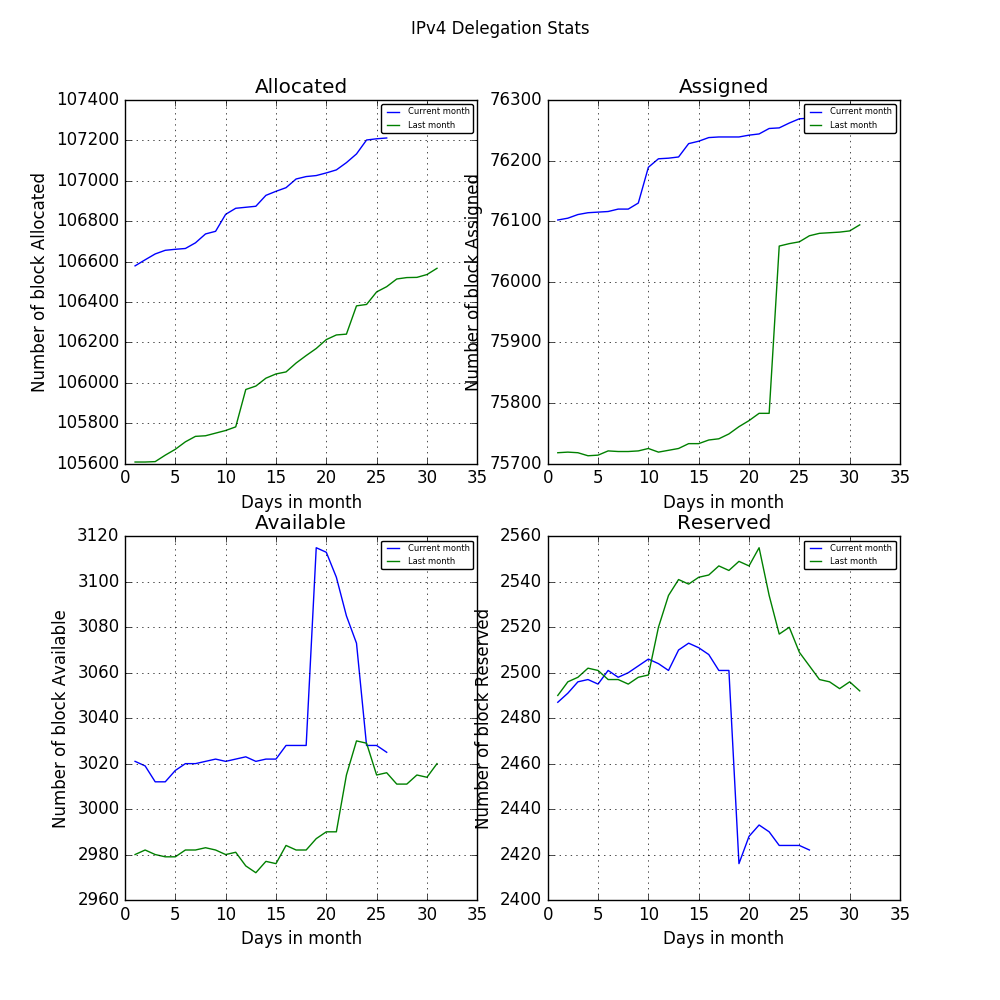 IPv4 Delegation Stats
Allocated
Number of block Allocated
107400
107200
107000
106800
106600
106400
106200
106000
105800
105600
0 5 10 15 20 25 30 35
Days in month
Current month
Last month
Assigned
Number of block Assigned
76300
76200
76100
76000
75900
75800
75700
0 5 10 15 20 25 30 35
Days in month
Current month
Last month
Available
Number of block Available
3120
3100
3080
3060
3040
3020
3000
2980
2960
0 5 10 15 20 25 30 35
Days in month
Current month
Last month
Reserved
Number of block Reserved
2560
2540
2520
2500
2480
2460
2440
2420
2400
0 5 10 15 20 25 30 35
Days in month
Current month
Last month